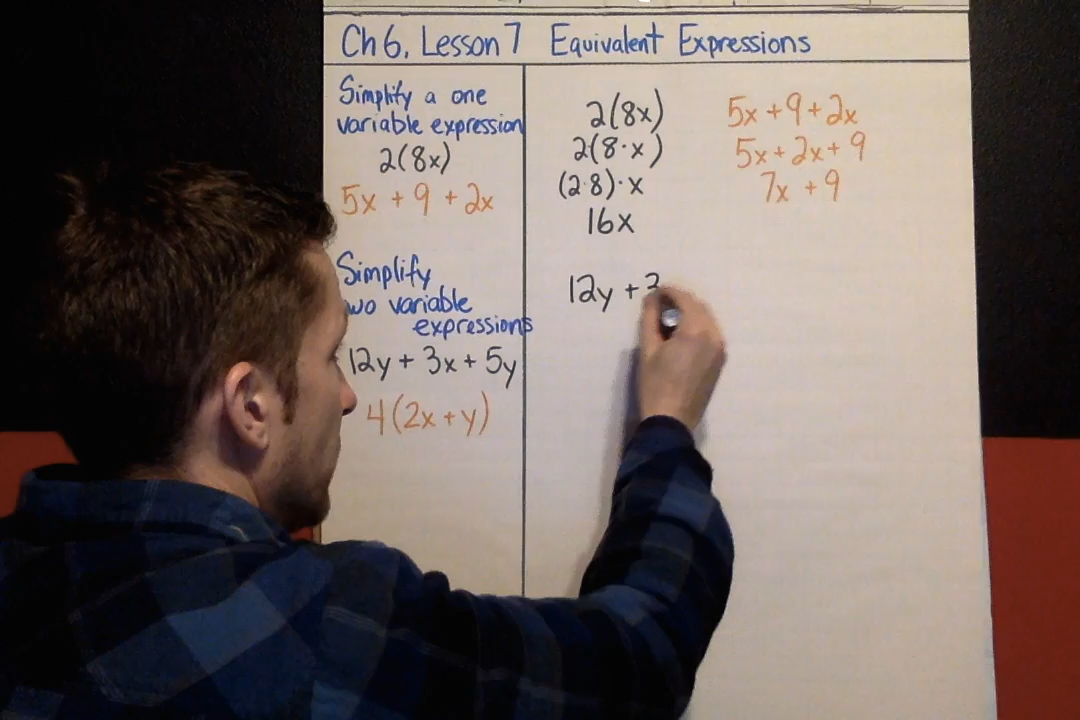 Ch 6, Lesson 7 Equivalent Expressions
Simplify a one
variable expression
2(8x)
5x + 9 + 2x
Simplify
variable
expressions
12y + 3x + 5y
4(2x + y)
2(8x)
2(8·x)
(2·8)·x
16x
12y +
5x + 9 + 2x
5x + 2x + 9
7x + 9